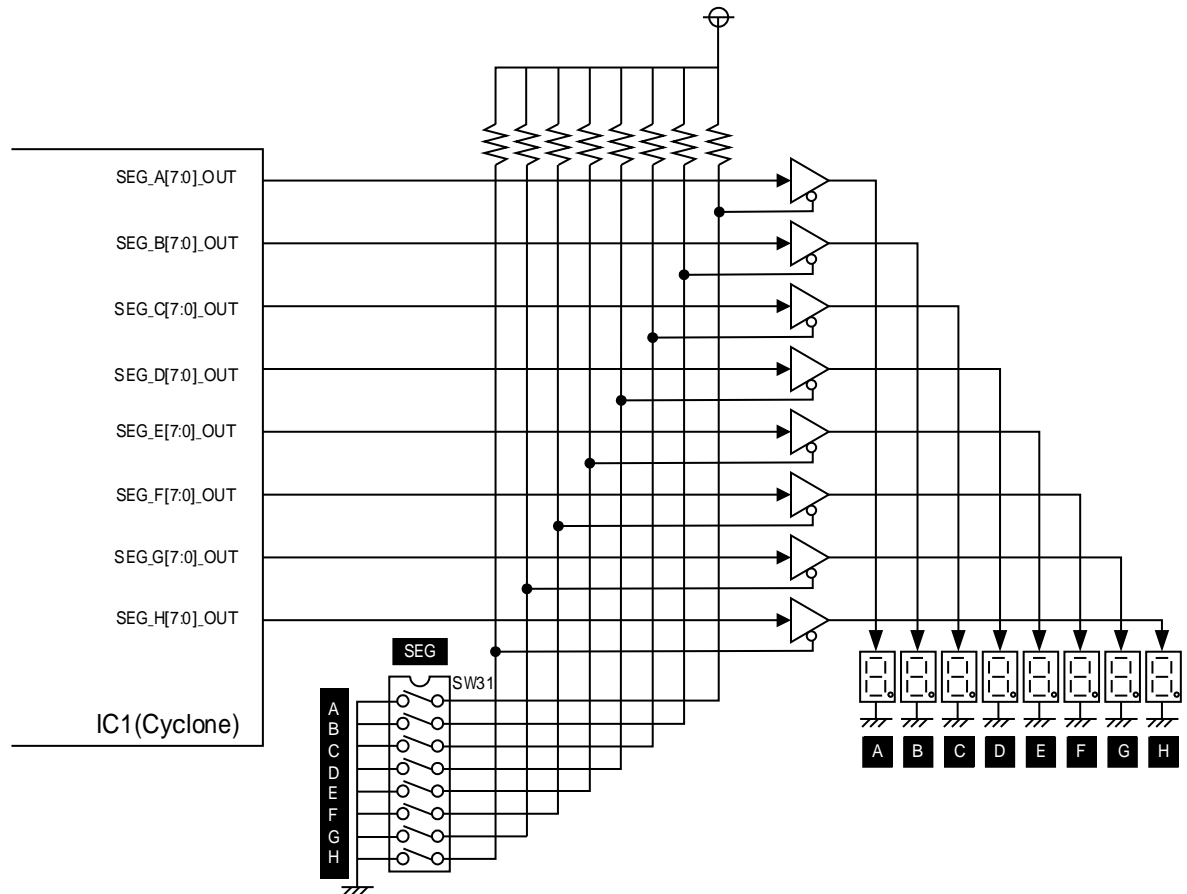 SEG_A[7:0]_OUT
SEG_B[7:0]_OUT
SEG_C[7:0]_OUT
SEG_D[7:0]_OUT
SEG_E[7:0]_OUT
SEG_F[7:0]_OUT
SEG_G[7:0]_OUT
SEG_H[7:0]_OUT
IC1(Cyclone)
SEG
SW31
A
B
C
D
E
F
G
H
A B C D E F G H